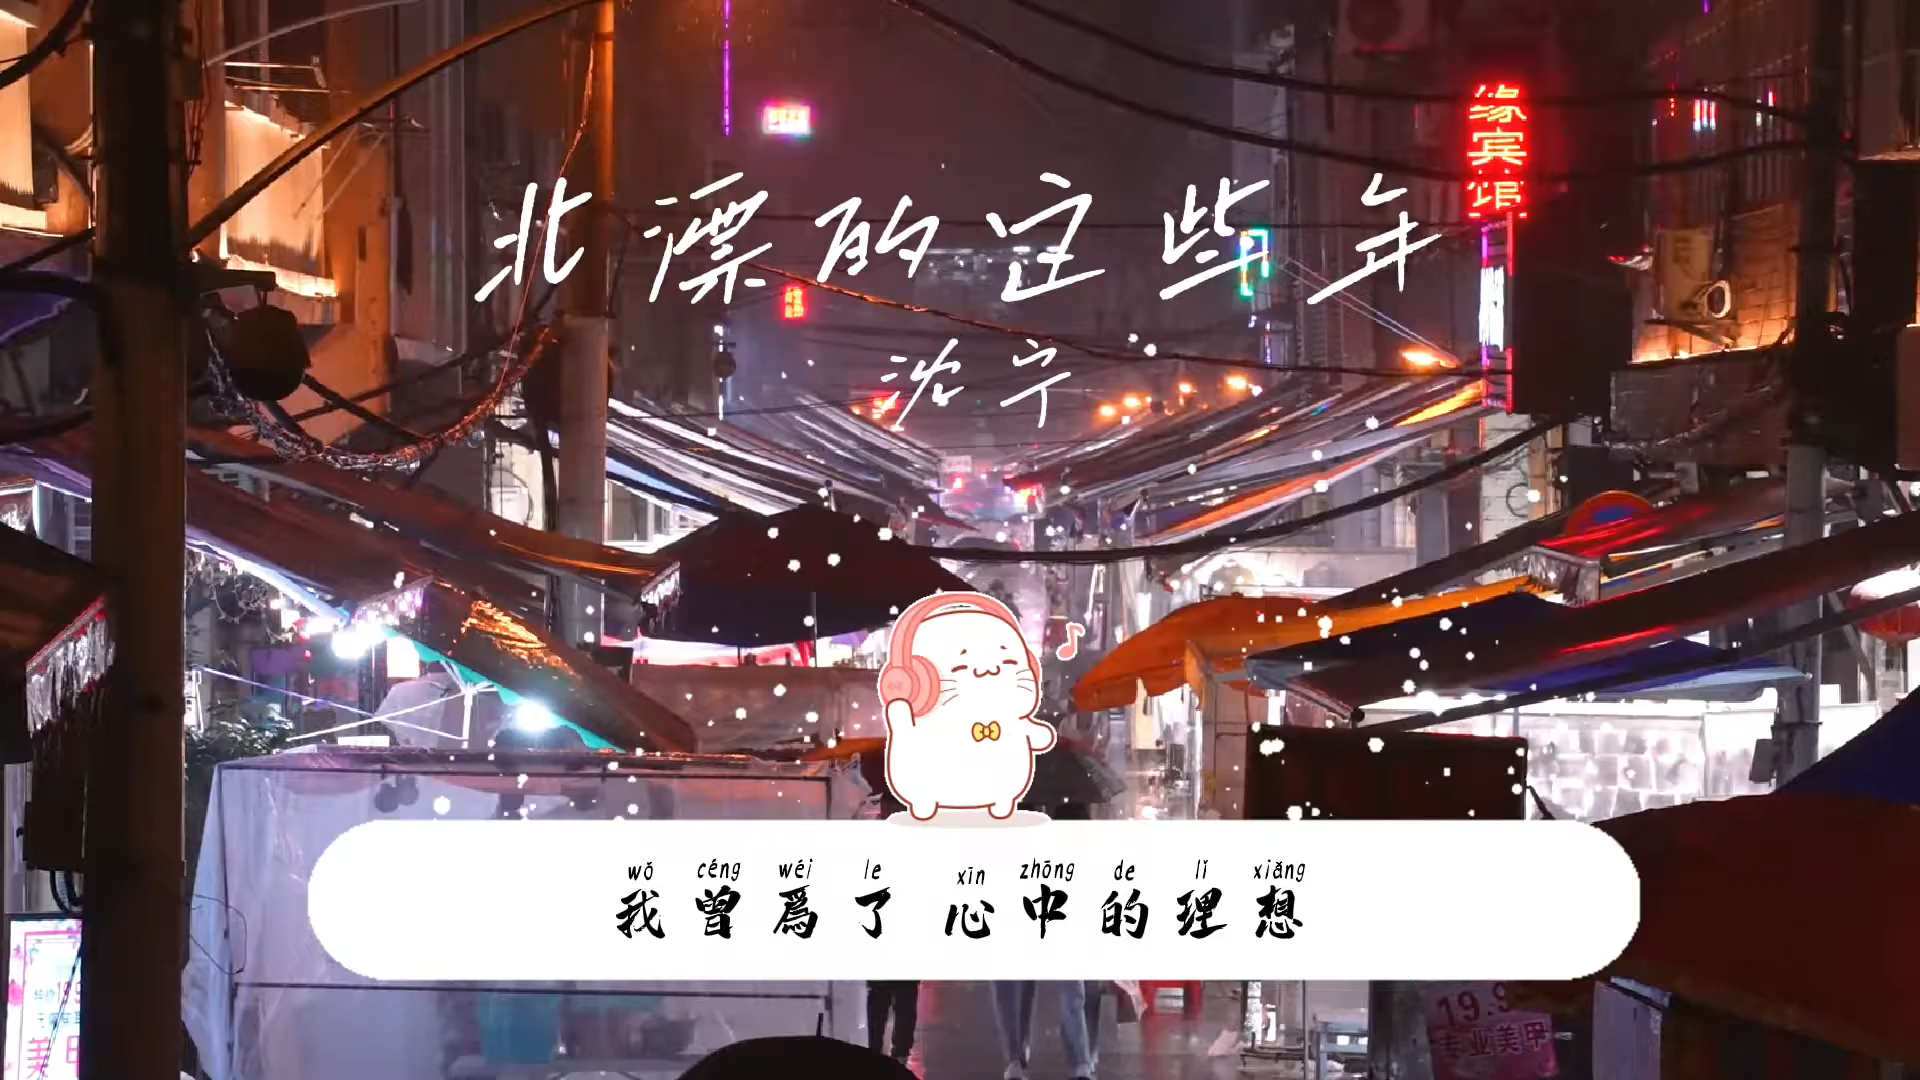 缘宾馆
北漂的这些年
沈宁
wǒ céng wéi le xīn zhōng de lǐ xiǎng
我曾爲了 心中的理想
19.9
专业美甲